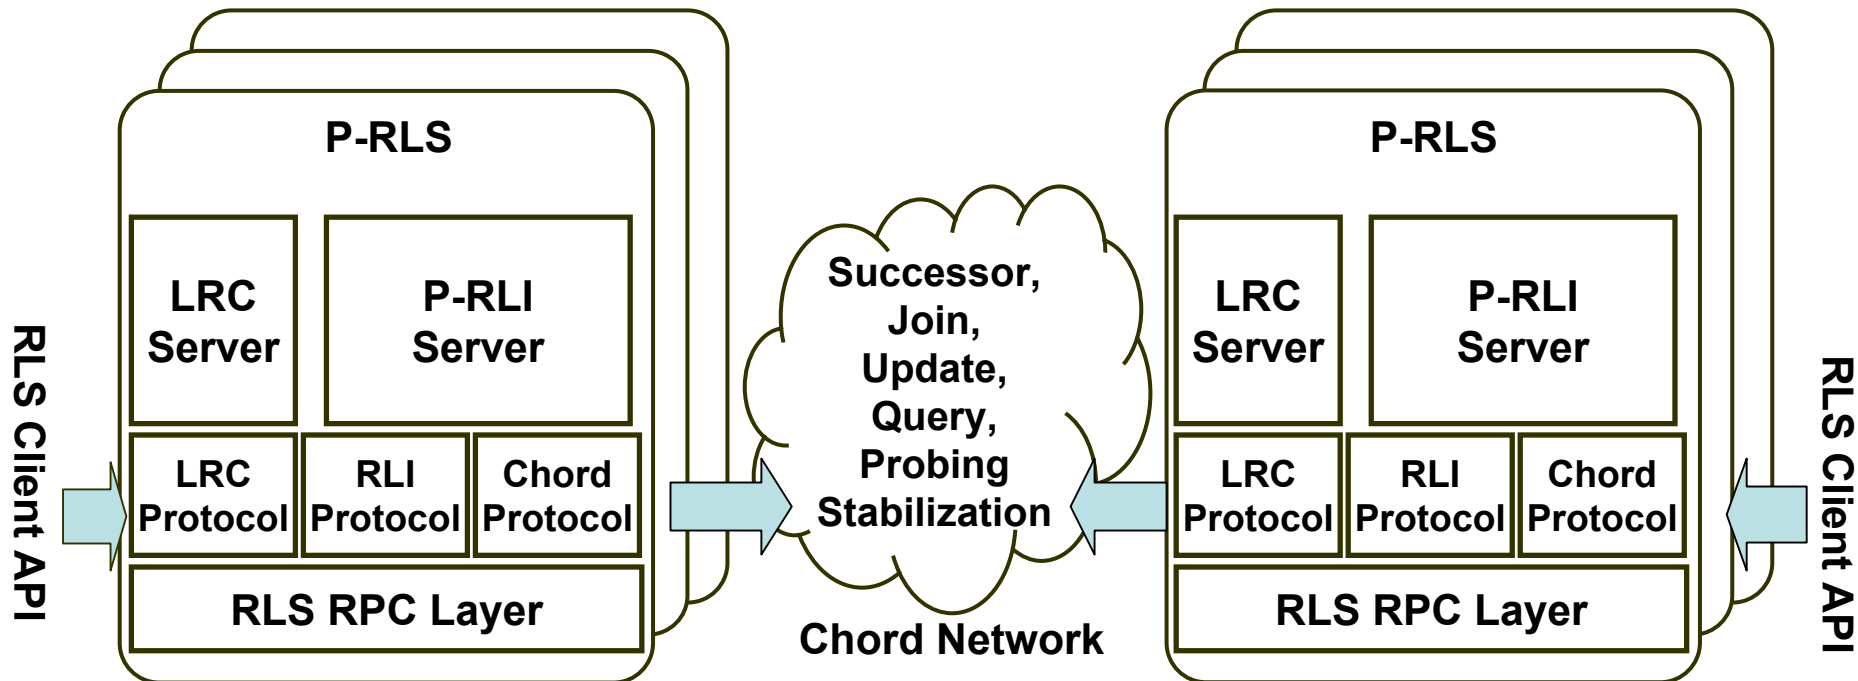 RLS Client API
P-RLS
LRC
Server
P-RLI
Server
LRC
Protocol
RLI
Protocol
Chord
Protocol
RLS RPC Layer
Successor,
Join,
Update,
Query,
Probing
Stabilization
Chord Network
P-RLS
LRC
Server
P-RLI
Server
LRC
Protocol
RLI
Protocol
Chord
Protocol
RLS RPC Layer
RLS Client API